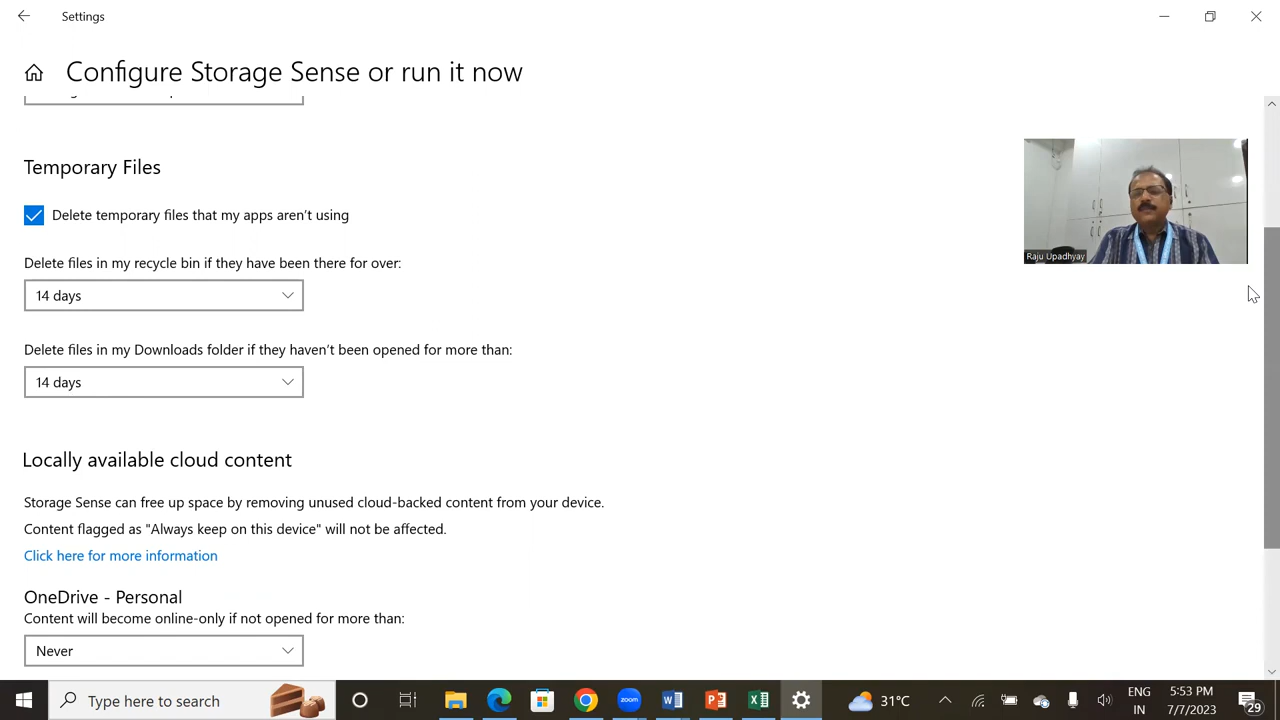 Settings
Configure Storage Sense or run it now
Temporary Files
Delete temporary files that my apps aren't using
Delete files in my recycle bin if they have been there for over:
14 days
Delete files in my Downloads folder if they haven't been opened for more than:
14 days
Locally available cloud content
Storage Sense can free up space by removing unused cloud-backed content from your device.
Content flagged as "Always keep on this device" will not be affected.
Click here for more information
OneDrive - Personal
Content will become online-only if not opened for more than:
Never
Raju Upadhyay
Type here to search
zoom
31°C
ENG
IN
5:53 PM
7/7/2023
29